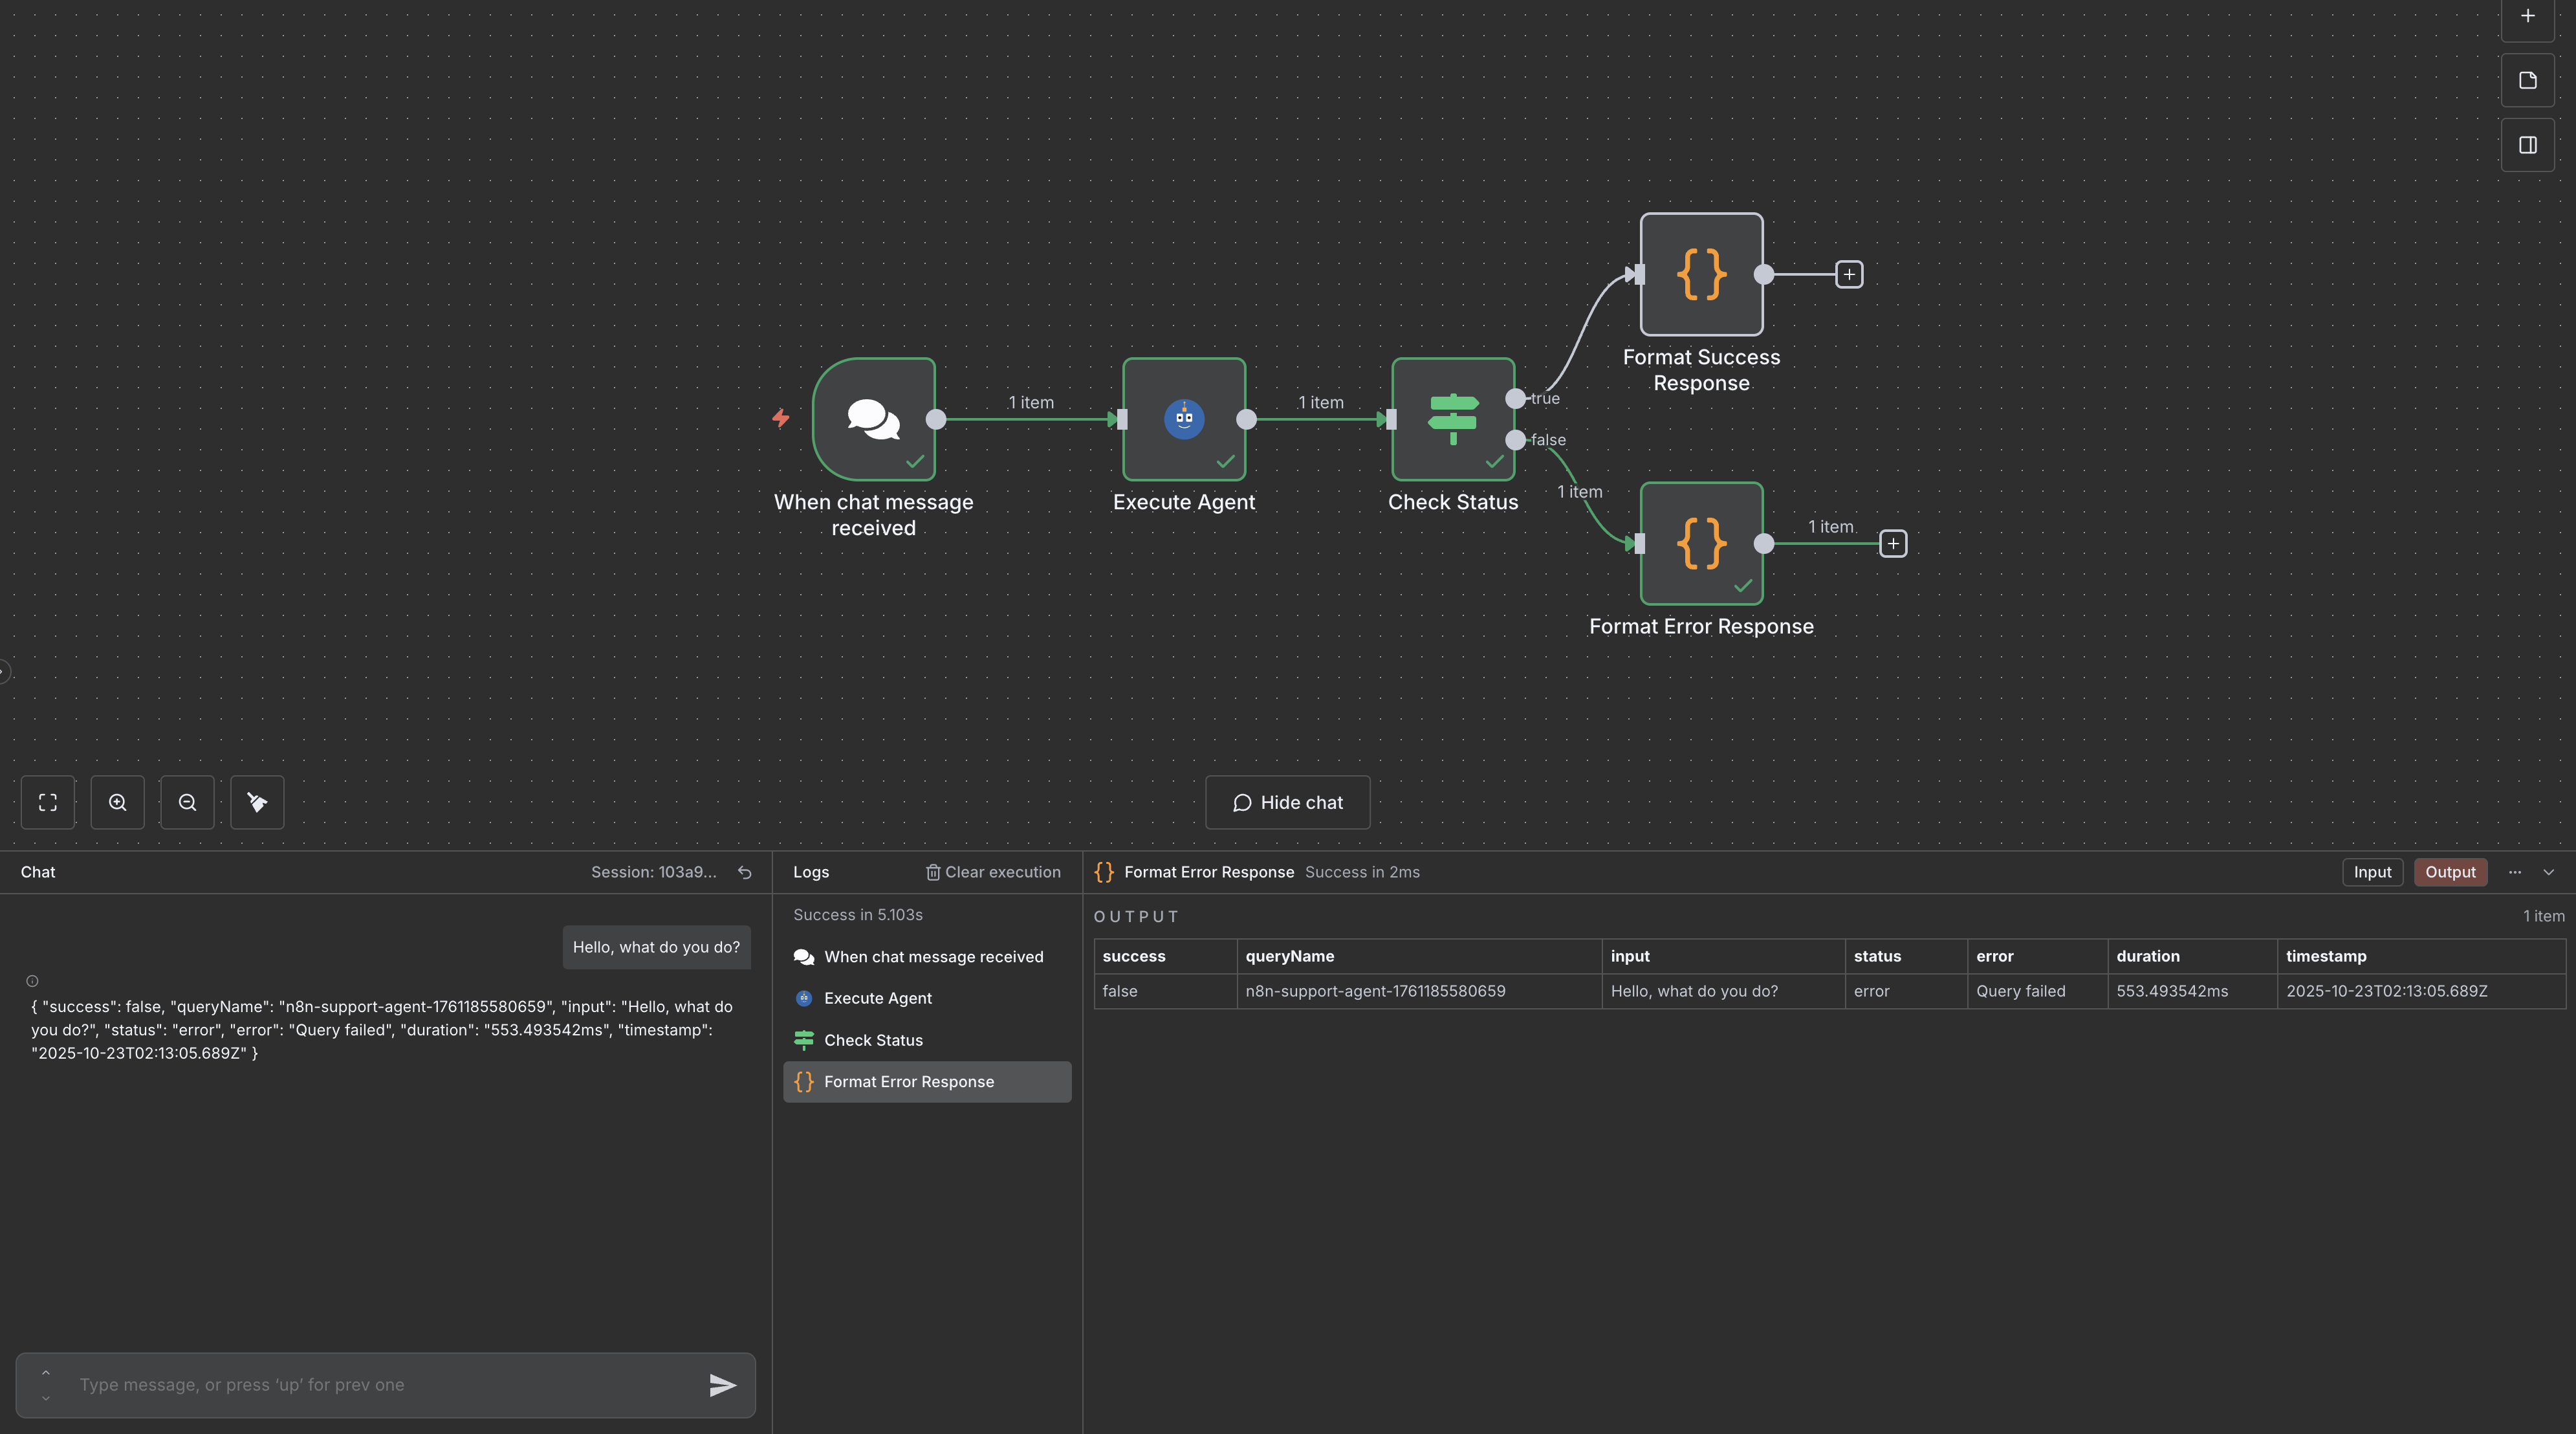 Format Success
Response
1 item
1 item
true
false
1 item
1 item
When chat message
received
Execute Agent
Check Status
Format Error Response
Hide chat
Chat
Session: 103a9...
Hello, what do you do?
{ "success": false, "queryName": "n8n-support-agent-1761185580659", "input": "Hello, what do
you do?", "status": "error", "error": "Query failed", "duration": "553.493542ms", "timestamp":
"2025-10-23T02:13:05.689Z" }
Type message, or press ‘up’ for prev one
Logs
Clear execution
Success in 5.103s
When chat message received
Execute Agent
Check Status
Format Error Response
Format Error Response Success in 2ms
Input
Output
OUTPUT
1 item
success queryName input status error duration timestamp
false n8n-support-agent-1761185580659 Hello, what do you do? error Query failed 553.493542ms 2025-10-23T02:13:05.689Z